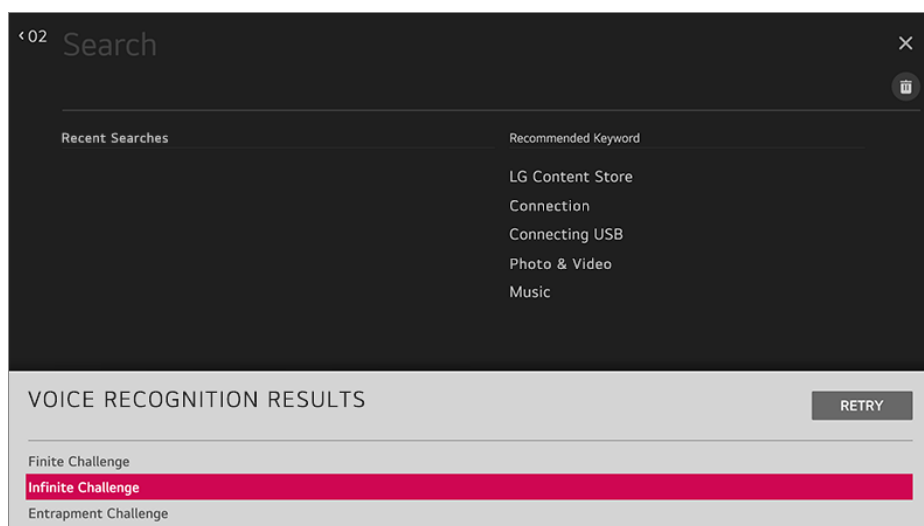 ‹02
Search
Recent Searches
Recommended Keyword
LG Content Store
Connection
Connecting USB
Photo & Video
Music
VOICE RECOGNITION RESULTS
RETRY
Finite Challenge
Infinite Challenge
Entrapment Challenge